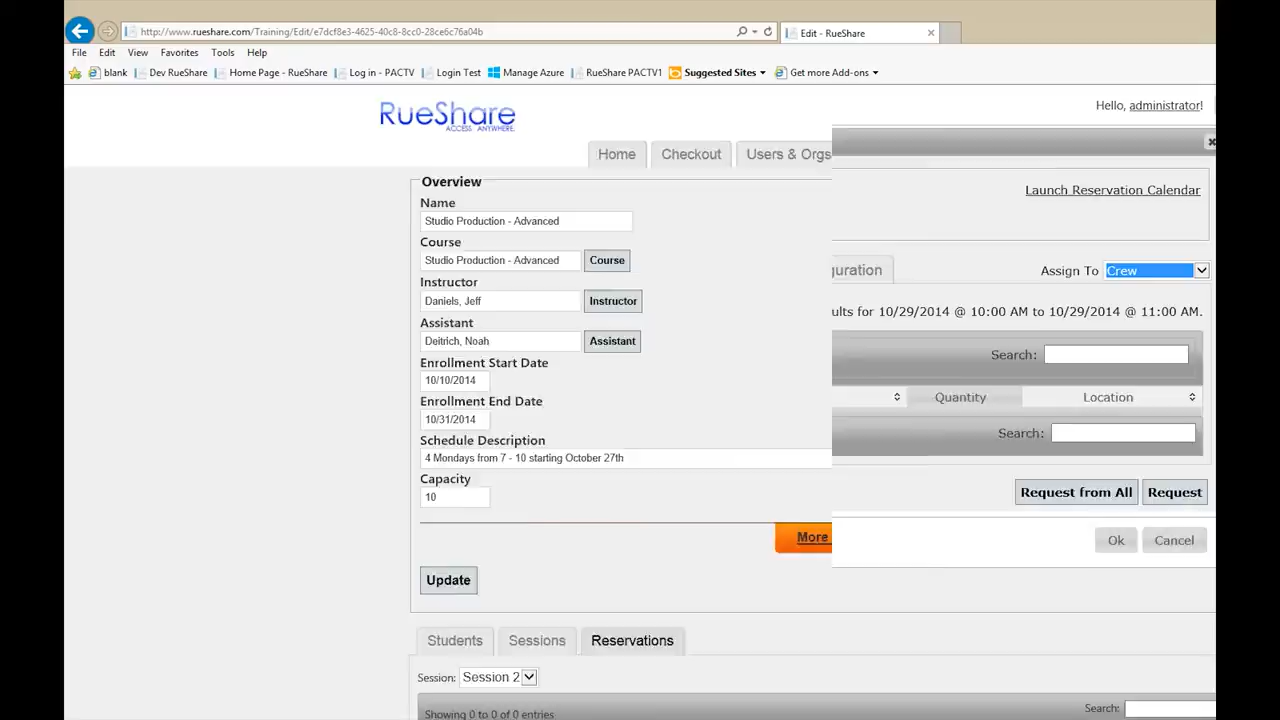 http://www.rueshare.com/Training/Edit/e7dcf8e3-4625-40c8-8cc0-28ce6c76a04b
Edit - RueShare
File Edit View Favorites Tools Help
blank Dev RueShare Home Page - RueShare Log in - PACTV Login Test Manage Azure RueShare PACTV1 Suggested Sites Get more Add-ons
RueShare
ACCESS ANYWHERE.
Hello, administrator!
Home Checkout Users & Orgs
Overview
Name
Studio Production - Advanced
Launch Reservation Calendar
Course
Studio Production - Advanced Course
uration Assign To Crew
Instructor
Daniels, Jeff Instructor
ults for 10/29/2014 @ 10:00 AM to 10/29/2014 @ 11:00 AM.
Assistant
Deitrich, Noah Assistant
Search:
Enrollment Start Date
10/10/2014
Quantity Location
Enrollment End Date
10/31/2014
Search:
Schedule Description
4 Mondays from 7 - 10 starting October 27th
Capacity
10
Request from All Request
More
Ok Cancel
Update
Students Sessions Reservations
Session: Session 2
Showing 0 to 0 of 0 entries Search: